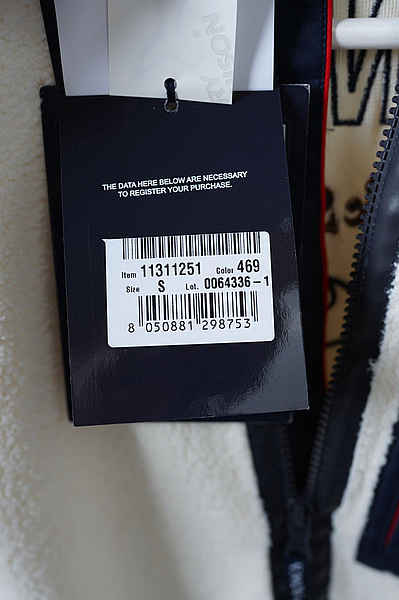 THE DATA HERE BELOW ARE NECESSARY
TO REGISTER YOUR PURCHASE.
Item 11311251 Color 469
Size S Lot. 0064336-1
8 050881 298753